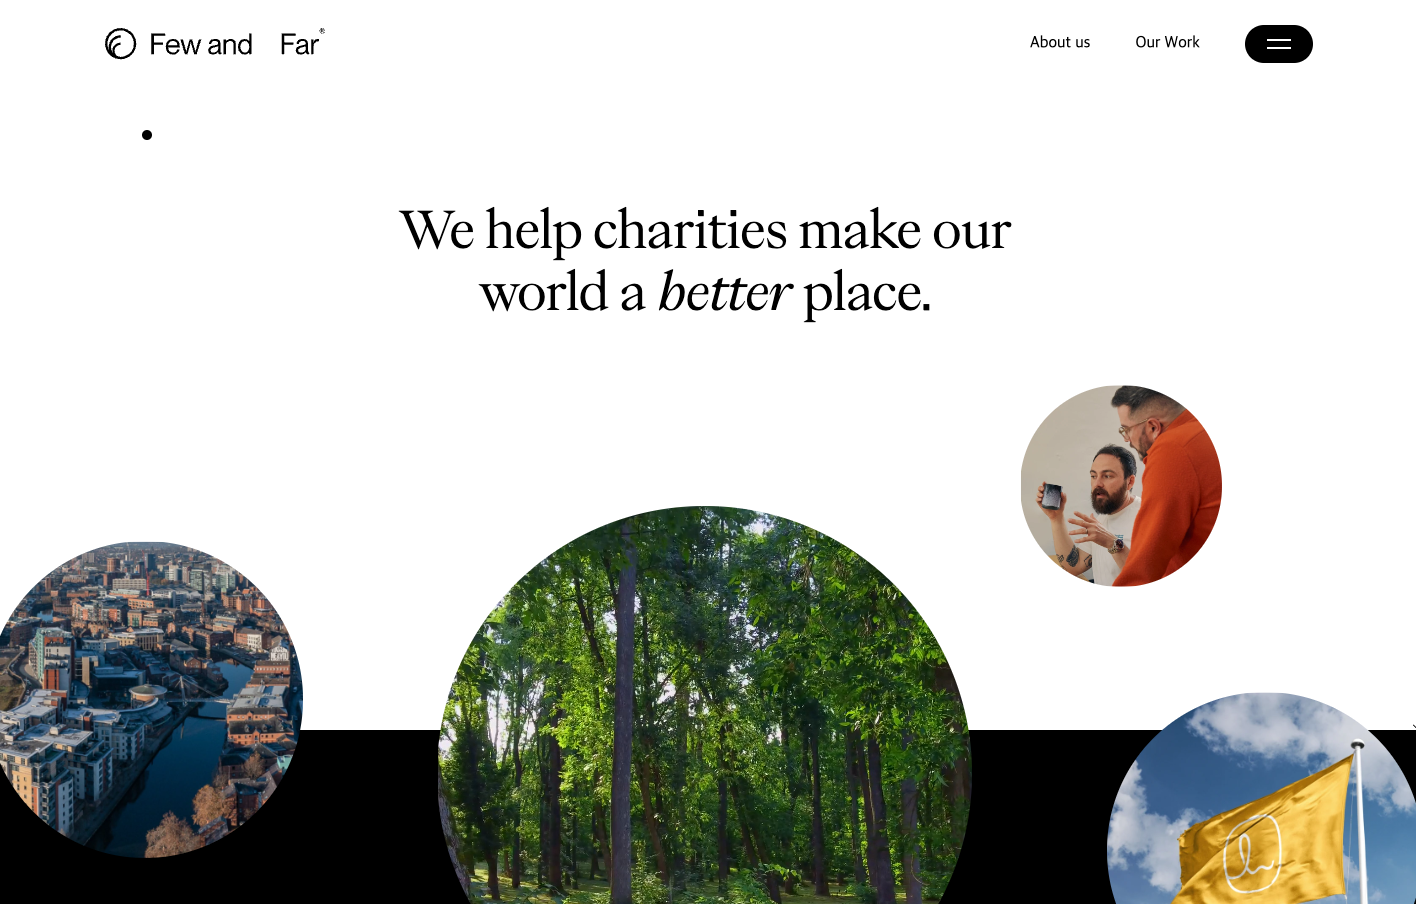 Few and Far®
About us
Our Work
We help charities make our
world a better place.